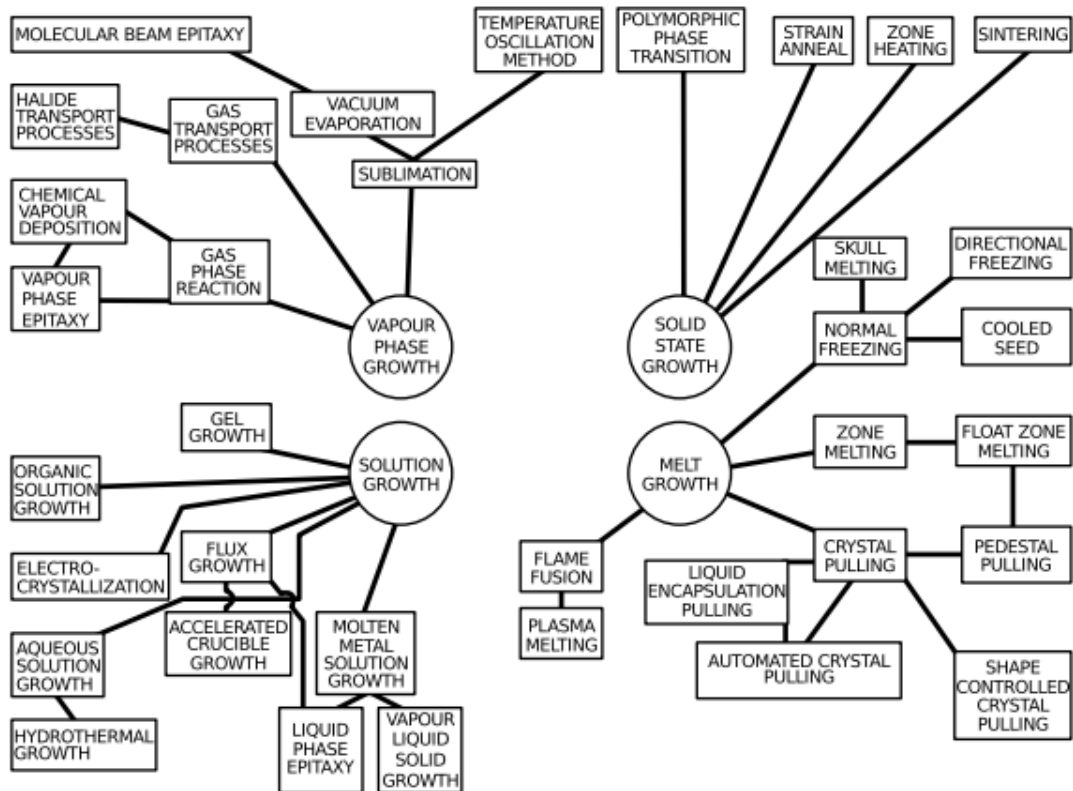 MOLECULAR BEAM EPITAXY
TEMPERATURE
OSCILLATION
METHOD
POLYMORPHIC
PHASE
TRANSITION
STRAIN
ANNEAL
ZONE
HEATING
SINTERING
HALIDE
TRANSPORT
PROCESSES
GAS
TRANSPORT
PROCESSES
VACUUM
EVAPORATION
SUBLIMATION
CHEMICAL
VAPOUR
DEPOSITION
GAS
PHASE
REACTION
VAPOUR
PHASE
EPITAXY
VAPOUR
PHASE
GROWTH
SOLID
STATE
GROWTH
SKULL
MELTING
DIRECTIONAL
FREEZING
NORMAL
FREEZING
COOLED
SEED
GEL
GROWTH
SOLUTION
GROWTH
MELT
GROWTH
ZONE
MELTING
FLOAT ZONE
MELTING
ORGANIC
SOLUTION
GROWTH
ELECTRO-
CRYSTALLIZATION
FLUX
GROWTH
FLAME
FUSION
CRYSTAL
PULLING
PEDESTAL
PULLING
LIQUID
ENCAPSULATION
PULLING
PLASMA
MELTING
ACCELERATED
CRUCIBLE
GROWTH
MOLTEN
METAL
SOLUTION
GROWTH
AQUEOUS
SOLUTION
GROWTH
AUTOMATED CRYSTAL
PULLING
SHAPE
CONTROLLED
CRYSTAL
PULLING
HYDROTHERMAL
GROWTH
LIQUID
PHASE
EPITAXY
VAPOUR
LIQUID
SOLID
GROWTH